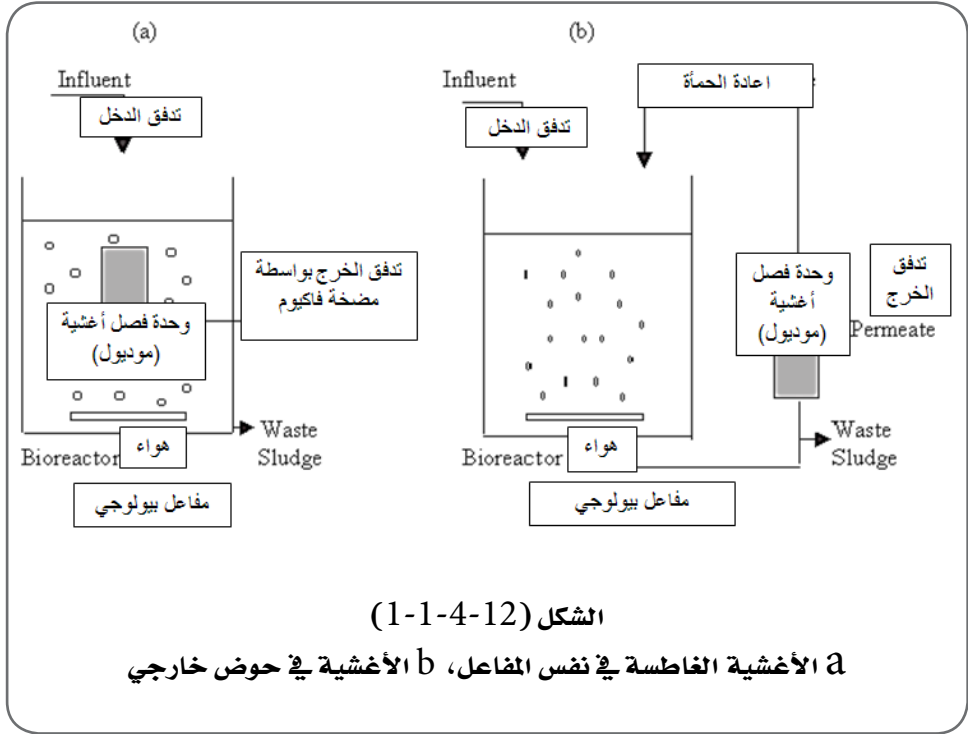 (a)
Influent
تدفق الدخل
تدفق الخرج بواسطة
مضخة فاكيوم
وحدة فصل أغشية
(موديول)
هواء
Waste
Sludge
Bioreactor
مفاعل بيولوجي
(b)
Influent
تدفق الدخل
اعادة الحمأة
وحدة فصل
أغشية
(موديول)
تدفق
الخرج
Permeate
Waste
Sludge
Bioreactor
هواء
مفاعل بيولوجي
الشكل (12-4-1-1)
a الأغشية الغاطسة في نفس المفاعل، b الأغشية في حوض خارجي